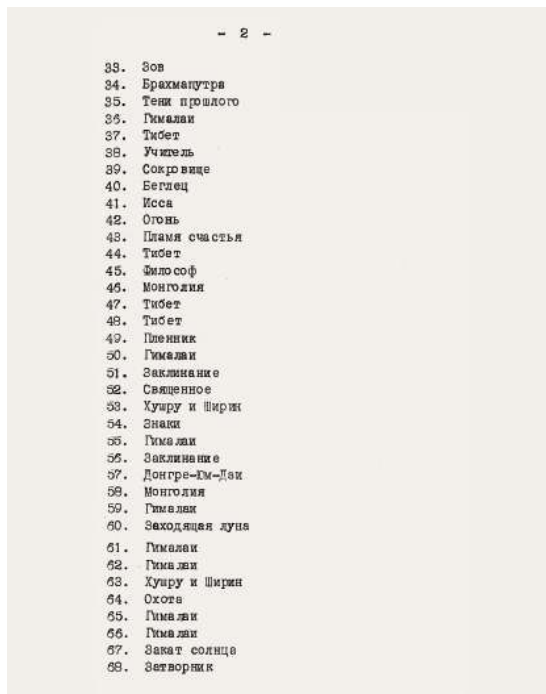 - 2 -
33. Зов
34. Брахмапутра
35. Тени прошлого
36. Гималаи
37. Тибет
38. Учитель
39. Сокровище
40. Беглец
41. Исса
42. Огонь
43. Пламя счастья
44. Тибет
45. Философ
46. Монголия
47. Тибет
48. Тибет
49. Пленник
50. Гималаи
51. Заклинание
52. Священное
53. Хушру и Ширин
54. Знаки
55. Гималаи
56. Заклинание
57. Донгре-Юм-Даи
58. Монголия
59. Гималаи
60. Заходящая луна
61. Гималаи
62. Гималаи
63. Хушру и Ширин
64. Охота
65. Гималаи
66. Гималаи
67. Закат солнца
68. Затворник